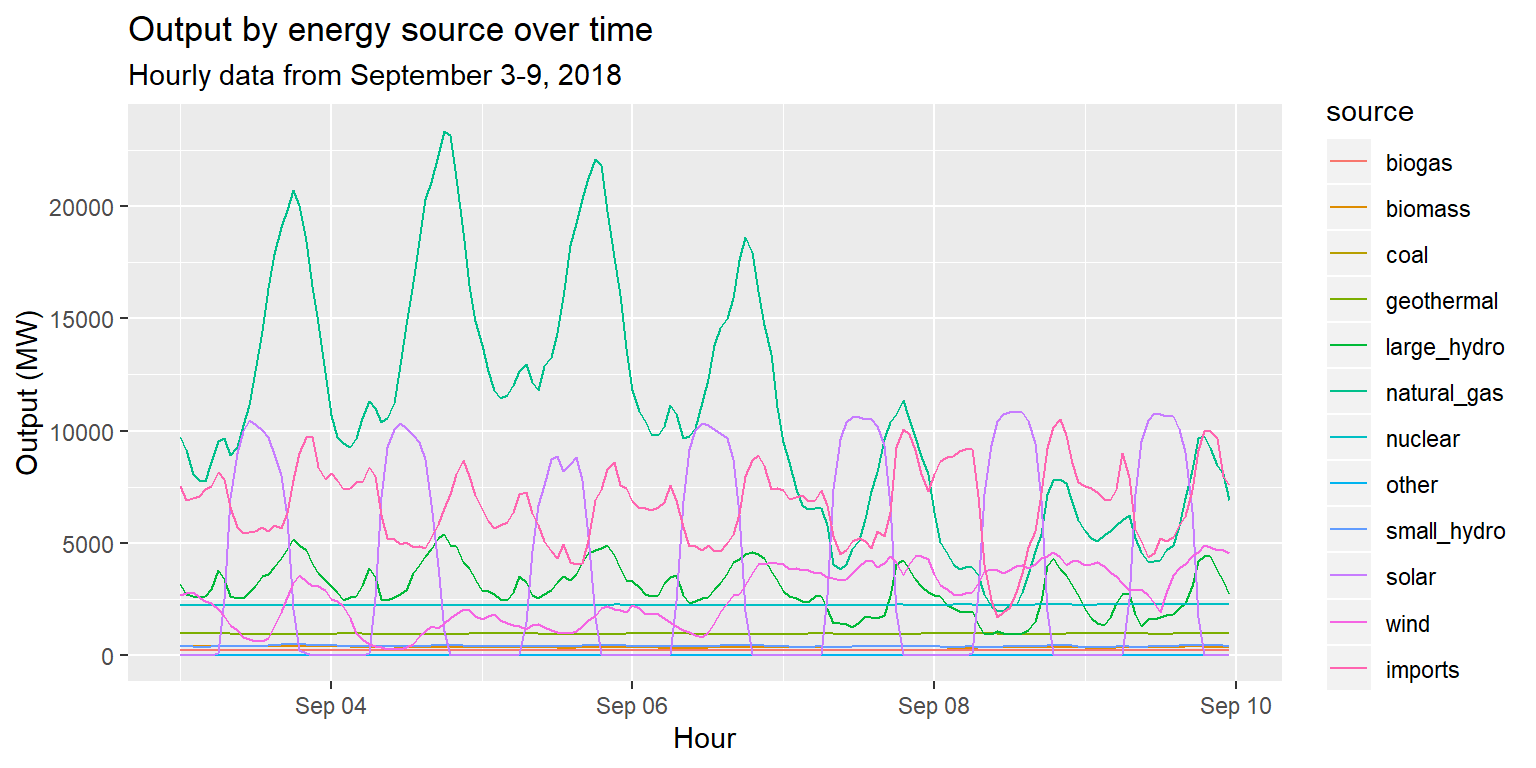 Output by energy source over time
Hourly data from September 3-9, 2018
Output (MW)
20000
15000
10000
5000
0
Sep 04
Sep 06
Sep 08
Sep 10
Hour
source
biogas
biomass
coal
geothermal
large_hydro
natural_gas
nuclear
other
small_hydro
solar
wind
imports